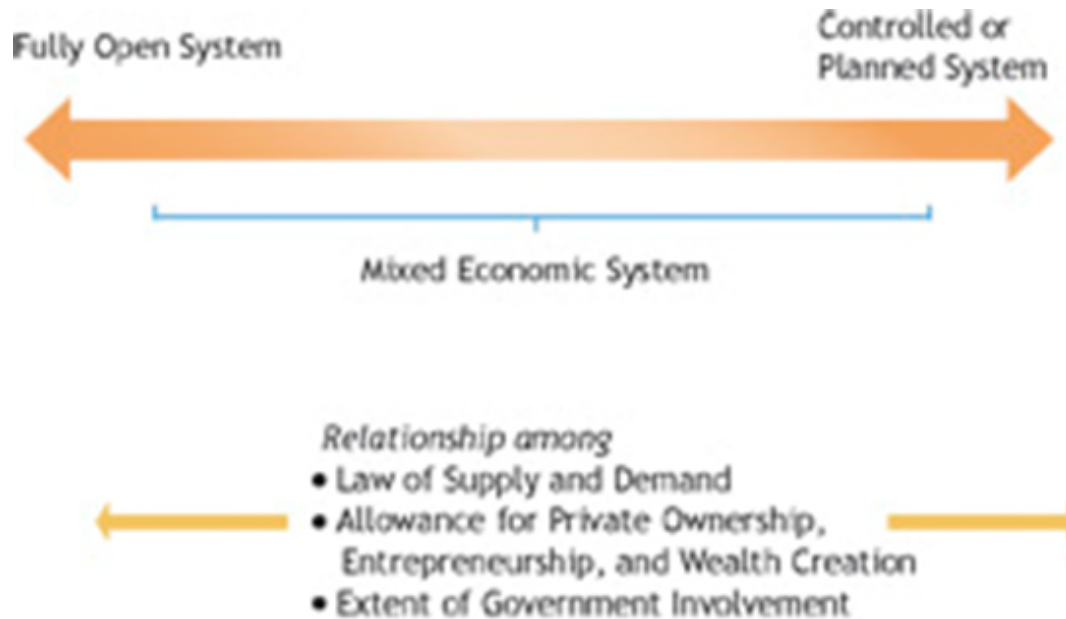 Fully Open System
Controlled or
Planned System
Mixed Economic System
Relationship among
• Law of Supply and Demand
• Allowance for Private Ownership,
Entrepreneurship, and Wealth Creation
• Extent of Government Involvement